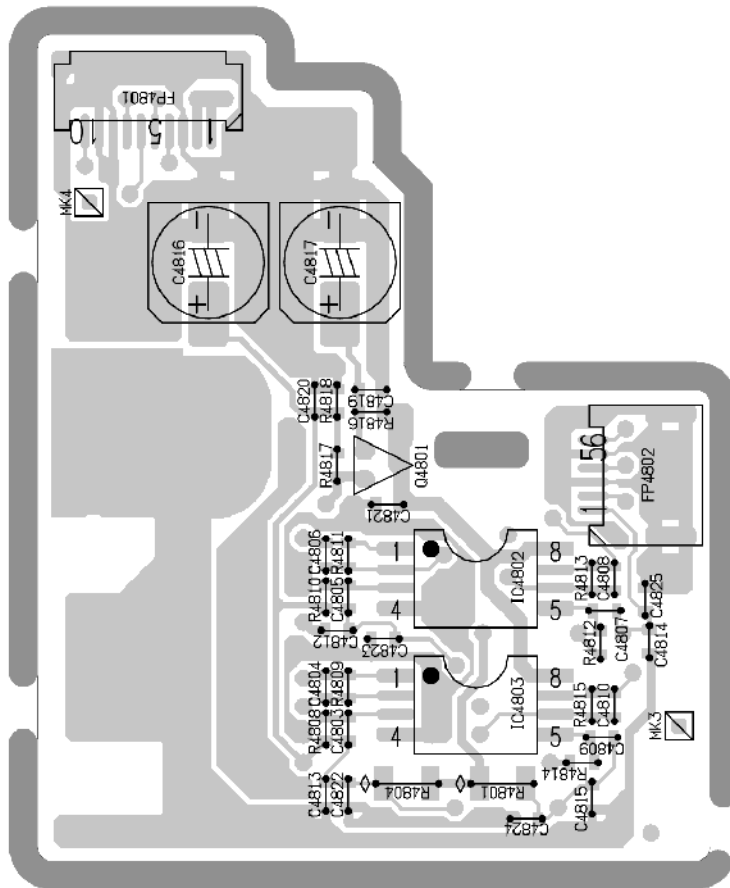 FP4801
10 5 1
MK4
C4816
- +
C4817
- +
C4820
R4818
C4819
R4816
R4817
Q4801
C4821
56
1
FP4802
C4806
R4811
R4810
C4805
C4812
C4823
1 8
4 5
IC4802
R4813
C4808
C4825
R4812
C4807
C4814
C4804
R4809
R4808
C4803
1 8
4 5
IC4803
R4815
C4810
MK3
C4809
R4814
C4813
C4822
R4804
R4801
C4815
C4824